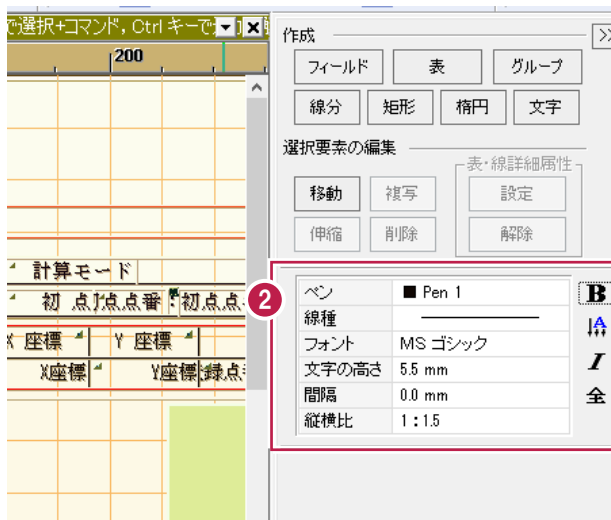 で選択+コマンド, Ctrl キーで
作成
200
フィールド 表 グループ
線分 矩形 楕円 文字
選択要素の編集
表・線詳細属性
移動 複写 設定
伸縮 削除 解除
計算モード
初 点 点点番 初点点
2
ペン ■ Pen 1 B
線種
フォント MS ゴシック
X 座標 Y 座標
文字の高さ 5.5 mm I
X座標 Y座標 録点
間隔 0.0 mm 全
縦横比 1:1.5